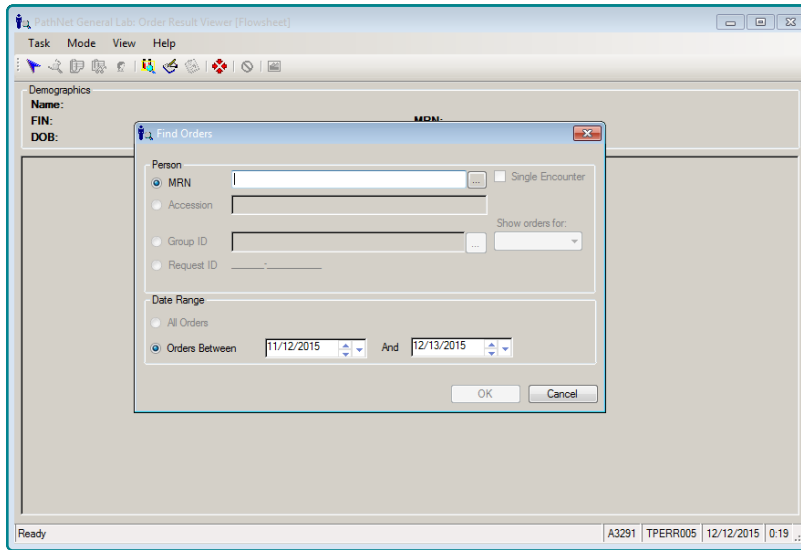 PathNet General Lab: Order Result Viewer [Flowsheet]
Task Mode View Help
Demographics
Name:
FIN: MRN:
DOB:
Find Orders
Person
MRN ... Single Encounter
Accession
Show orders for:
Group ID ...
Request ID ______-__________
Date Range
All Orders
Orders Between 11/12/2015 And 12/13/2015
OK Cancel
Ready A3291 TPERR005 12/12/2015 0:19